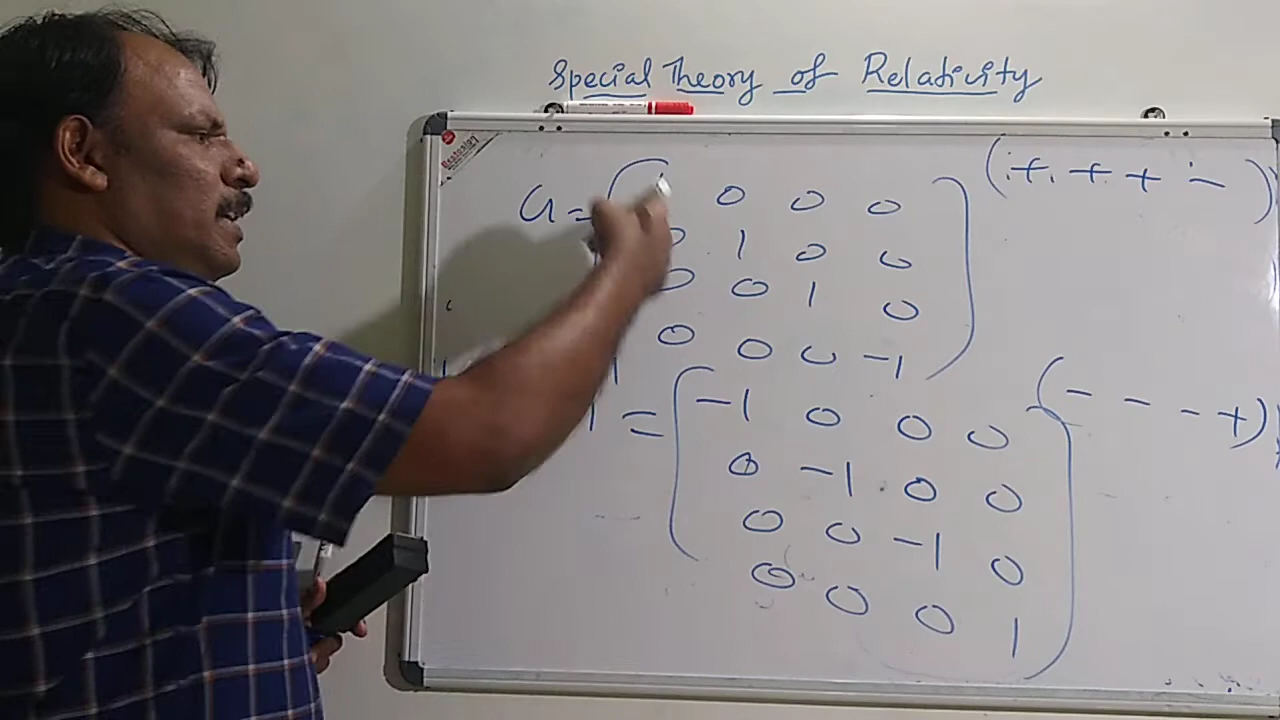 Special Theory of Relativity
G = ( 0 0 0 ) (+ + + -)
0 1 0 0
0 0 1 0
0 0 0 -1
= ( -1 0 0 0 ) (- - - +)
0 -1 0 0
0 0 -1 0
0 0 0 1